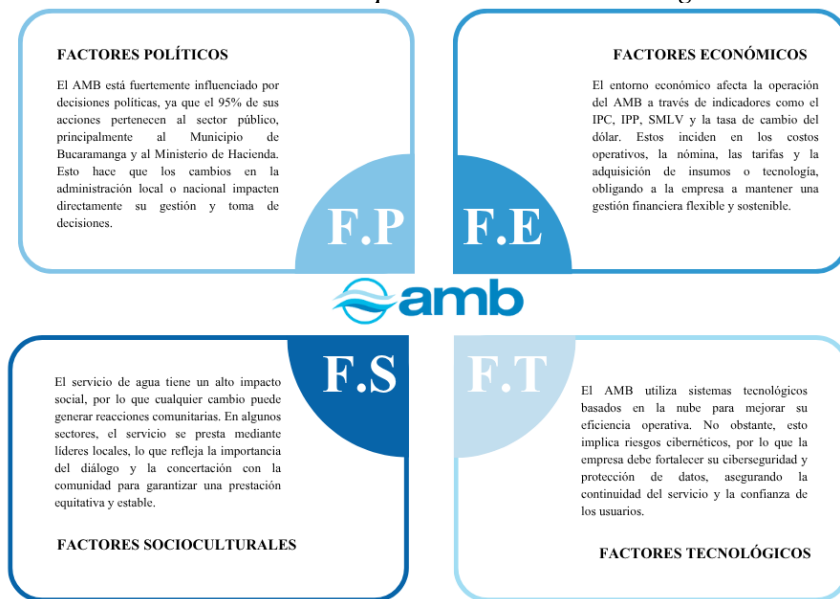 FACTORES POLÍTICOS
El AMB está fuertemente influenciado por
decisiones políticas, ya que el 95% de sus
acciones pertenecen al sector público,
principalmente al Municipio de
Bucaramanga y al Ministerio de Hacienda.
Esto hace que los cambios en la
administración local o nacional impacten
directamente su gestión y toma de
decisiones.
F.P
FACTORES ECONÓMICOS
El entorno económico afecta la operación
del AMB a través de indicadores como el
IPC, IPP, SMLV y la tasa de cambio del
dólar. Estos inciden en los costos
operativos, la nómina, las tarifas y la
adquisición de insumos o tecnología,
obligando a la empresa a mantener una
gestión financiera flexible y sostenible.
F.E
amb
F.S
El servicio de agua tiene un alto impacto
social, por lo que cualquier cambio puede
generar reacciones comunitarias. En algunos
sectores, el servicio se presta mediante
líderes locales, lo que refleja la importancia
del diálogo y la concertación con la
comunidad para garantizar una prestación
equitativa y estable.
FACTORES SOCIOCULTURALES
F.T
El AMB utiliza sistemas tecnológicos
basados en la nube para mejorar su
eficiencia operativa. No obstante, esto
implica riesgos cibernéticos, por lo que la
empresa debe fortalecer su ciberseguridad y
protección de datos, asegurando la
continuidad del servicio y la confianza de
los usuarios.
FACTORES TECNOLÓGICOS